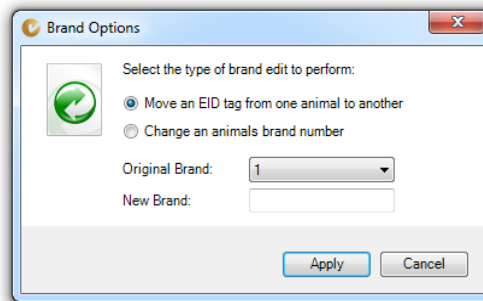 Brand Options
Select the type of brand edit to perform:
Move an EID tag from one animal to another
Change an animals brand number
Original Brand: 1
New Brand:
Apply Cancel